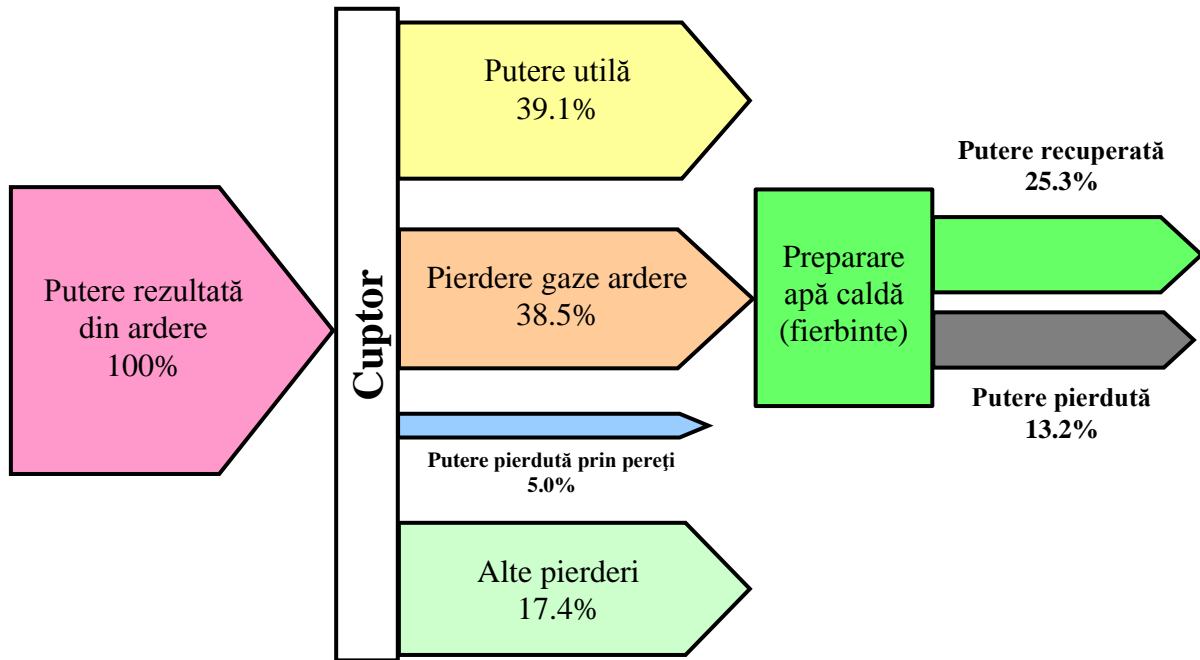 Putere rezultată
din ardere
100%
Cuptor
Putere utilă
39.1%
Pierdere gaze ardere
38.5%
Putere pierdută prin pereţi
5.0%
Alte pierderi
17.4%
Preparare
apă caldă
(fierbinte)
Putere recuperată
25.3%
Putere pierdută
13.2%